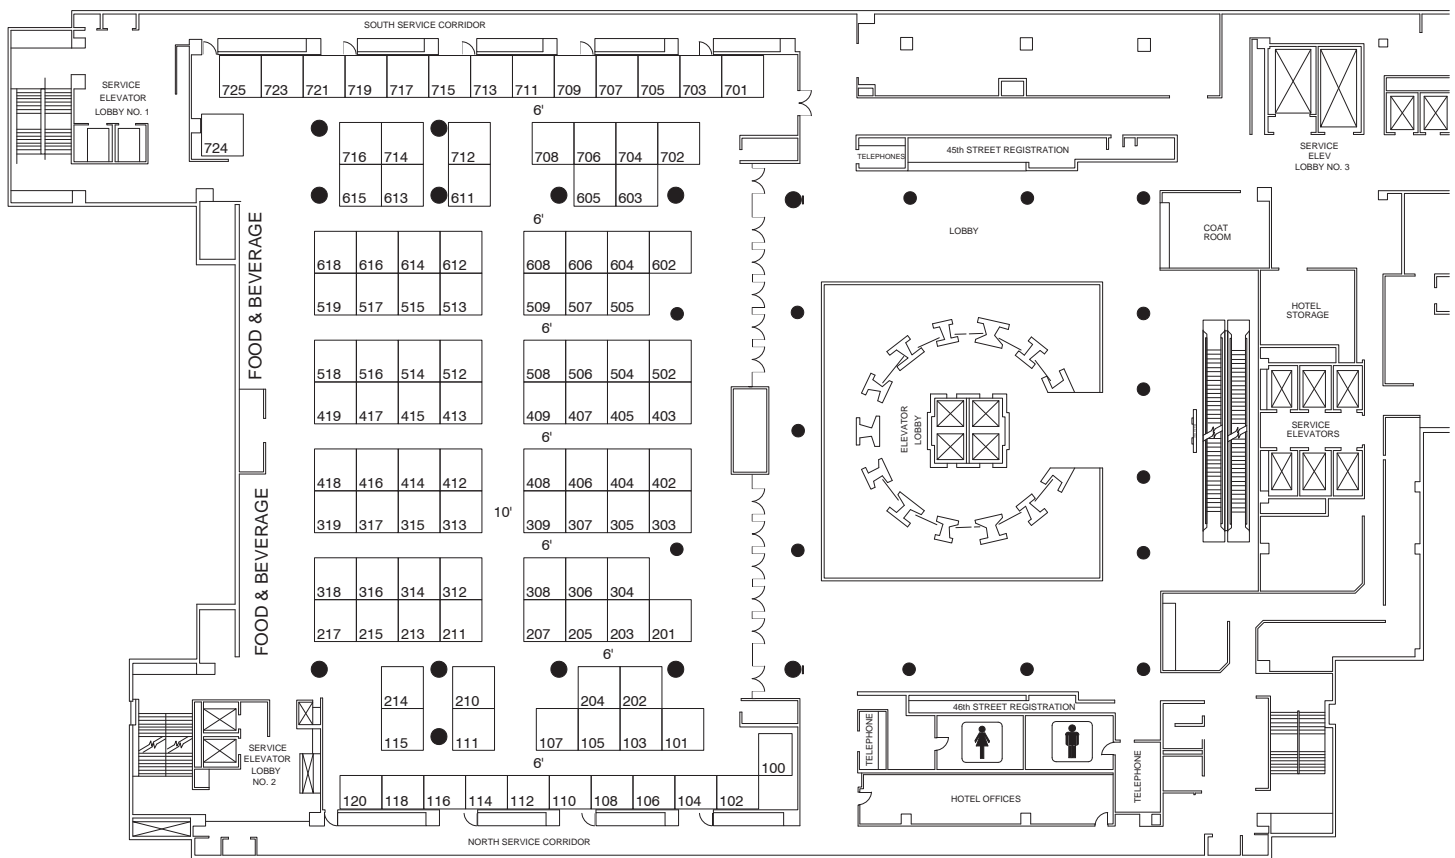 SOUTH SERVICE CORRIDOR
SERVICE
ELEVATOR
LOBBY NO. 1
725 723 721 719 717 715 713 711 709 707 705 703 701
6'
724
716 714 712 708 706 704 702
615 613 611 605 603
TELEPHONES
45th STREET REGISTRATION
SERVICE
ELEV
LOBBY NO. 3
6'
LOBBY
COAT
ROOM
FOOD & BEVERAGE
618 616 614 612 608 606 604 602
519 517 515 513 509 507 505
HOTEL
STORAGE
6'
518 516 514 512 508 506 504 502
419 417 415 413 409 407 405 403
ELEVATOR
LOBBY
SERVICE
ELEVATORS
6'
418 416 414 412 408 406 404 402
10'
319 317 315 313 309 307 305 303
6'
FOOD & BEVERAGE
318 316 314 312 308 306 304
217 215 213 211 207 205 203 201
6'
214 210 204 202
115 111 107 105 103 101
46th STREET REGISTRATION
TELEPHONE
TELEPHONE
SERVICE
ELEVATOR
LOBBY
NO. 2
6'
100
120 118 116 114 112 110 108 106 104 102
HOTEL OFFICES
NORTH SERVICE CORRIDOR